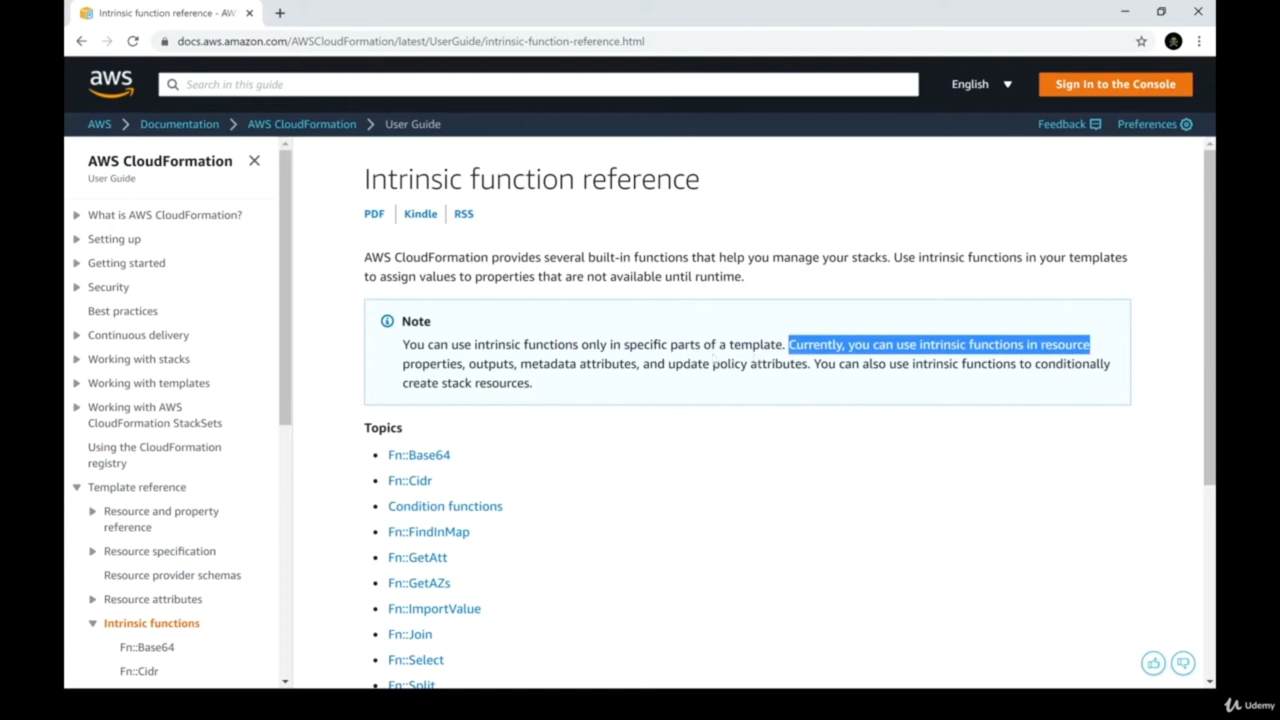 Intrinsic function reference - AW
docs.aws.amazon.com/AWSCloudFormation/latest/UserGuide/intrinsic-function-reference.html
aws
Search in this guide
English
Sign In to the Console
AWS > Documentation > AWS CloudFormation > User Guide
Feedback
Preferences
AWS CloudFormation
User Guide
What is AWS CloudFormation?
Setting up
Getting started
Security
Best practices
Continuous delivery
Working with stacks
Working with templates
Working with AWS
CloudFormation StackSets
Using the CloudFormation
registry
Template reference
Resource and property
reference
Resource specification
Resource provider schemas
Resource attributes
Intrinsic functions
Fn::Base64
Fn::Cidr
Intrinsic function reference
PDF
Kindle
RSS
AWS CloudFormation provides several built-in functions that help you manage your stacks. Use intrinsic functions in your templates
to assign values to properties that are not available until runtime.
Note
You can use intrinsic functions only in specific parts of a template. Currently, you can use intrinsic functions in resource
properties, outputs, metadata attributes, and update policy attributes. You can also use intrinsic functions to conditionally
create stack resources.
Topics
• Fn::Base64
• Fn::Cidr
• Condition functions
• Fn::FindInMap
• Fn::GetAtt
• Fn::GetAZs
• Fn::ImportValue
• Fn::Join
• Fn::Select
• Fn::Split
Udemy